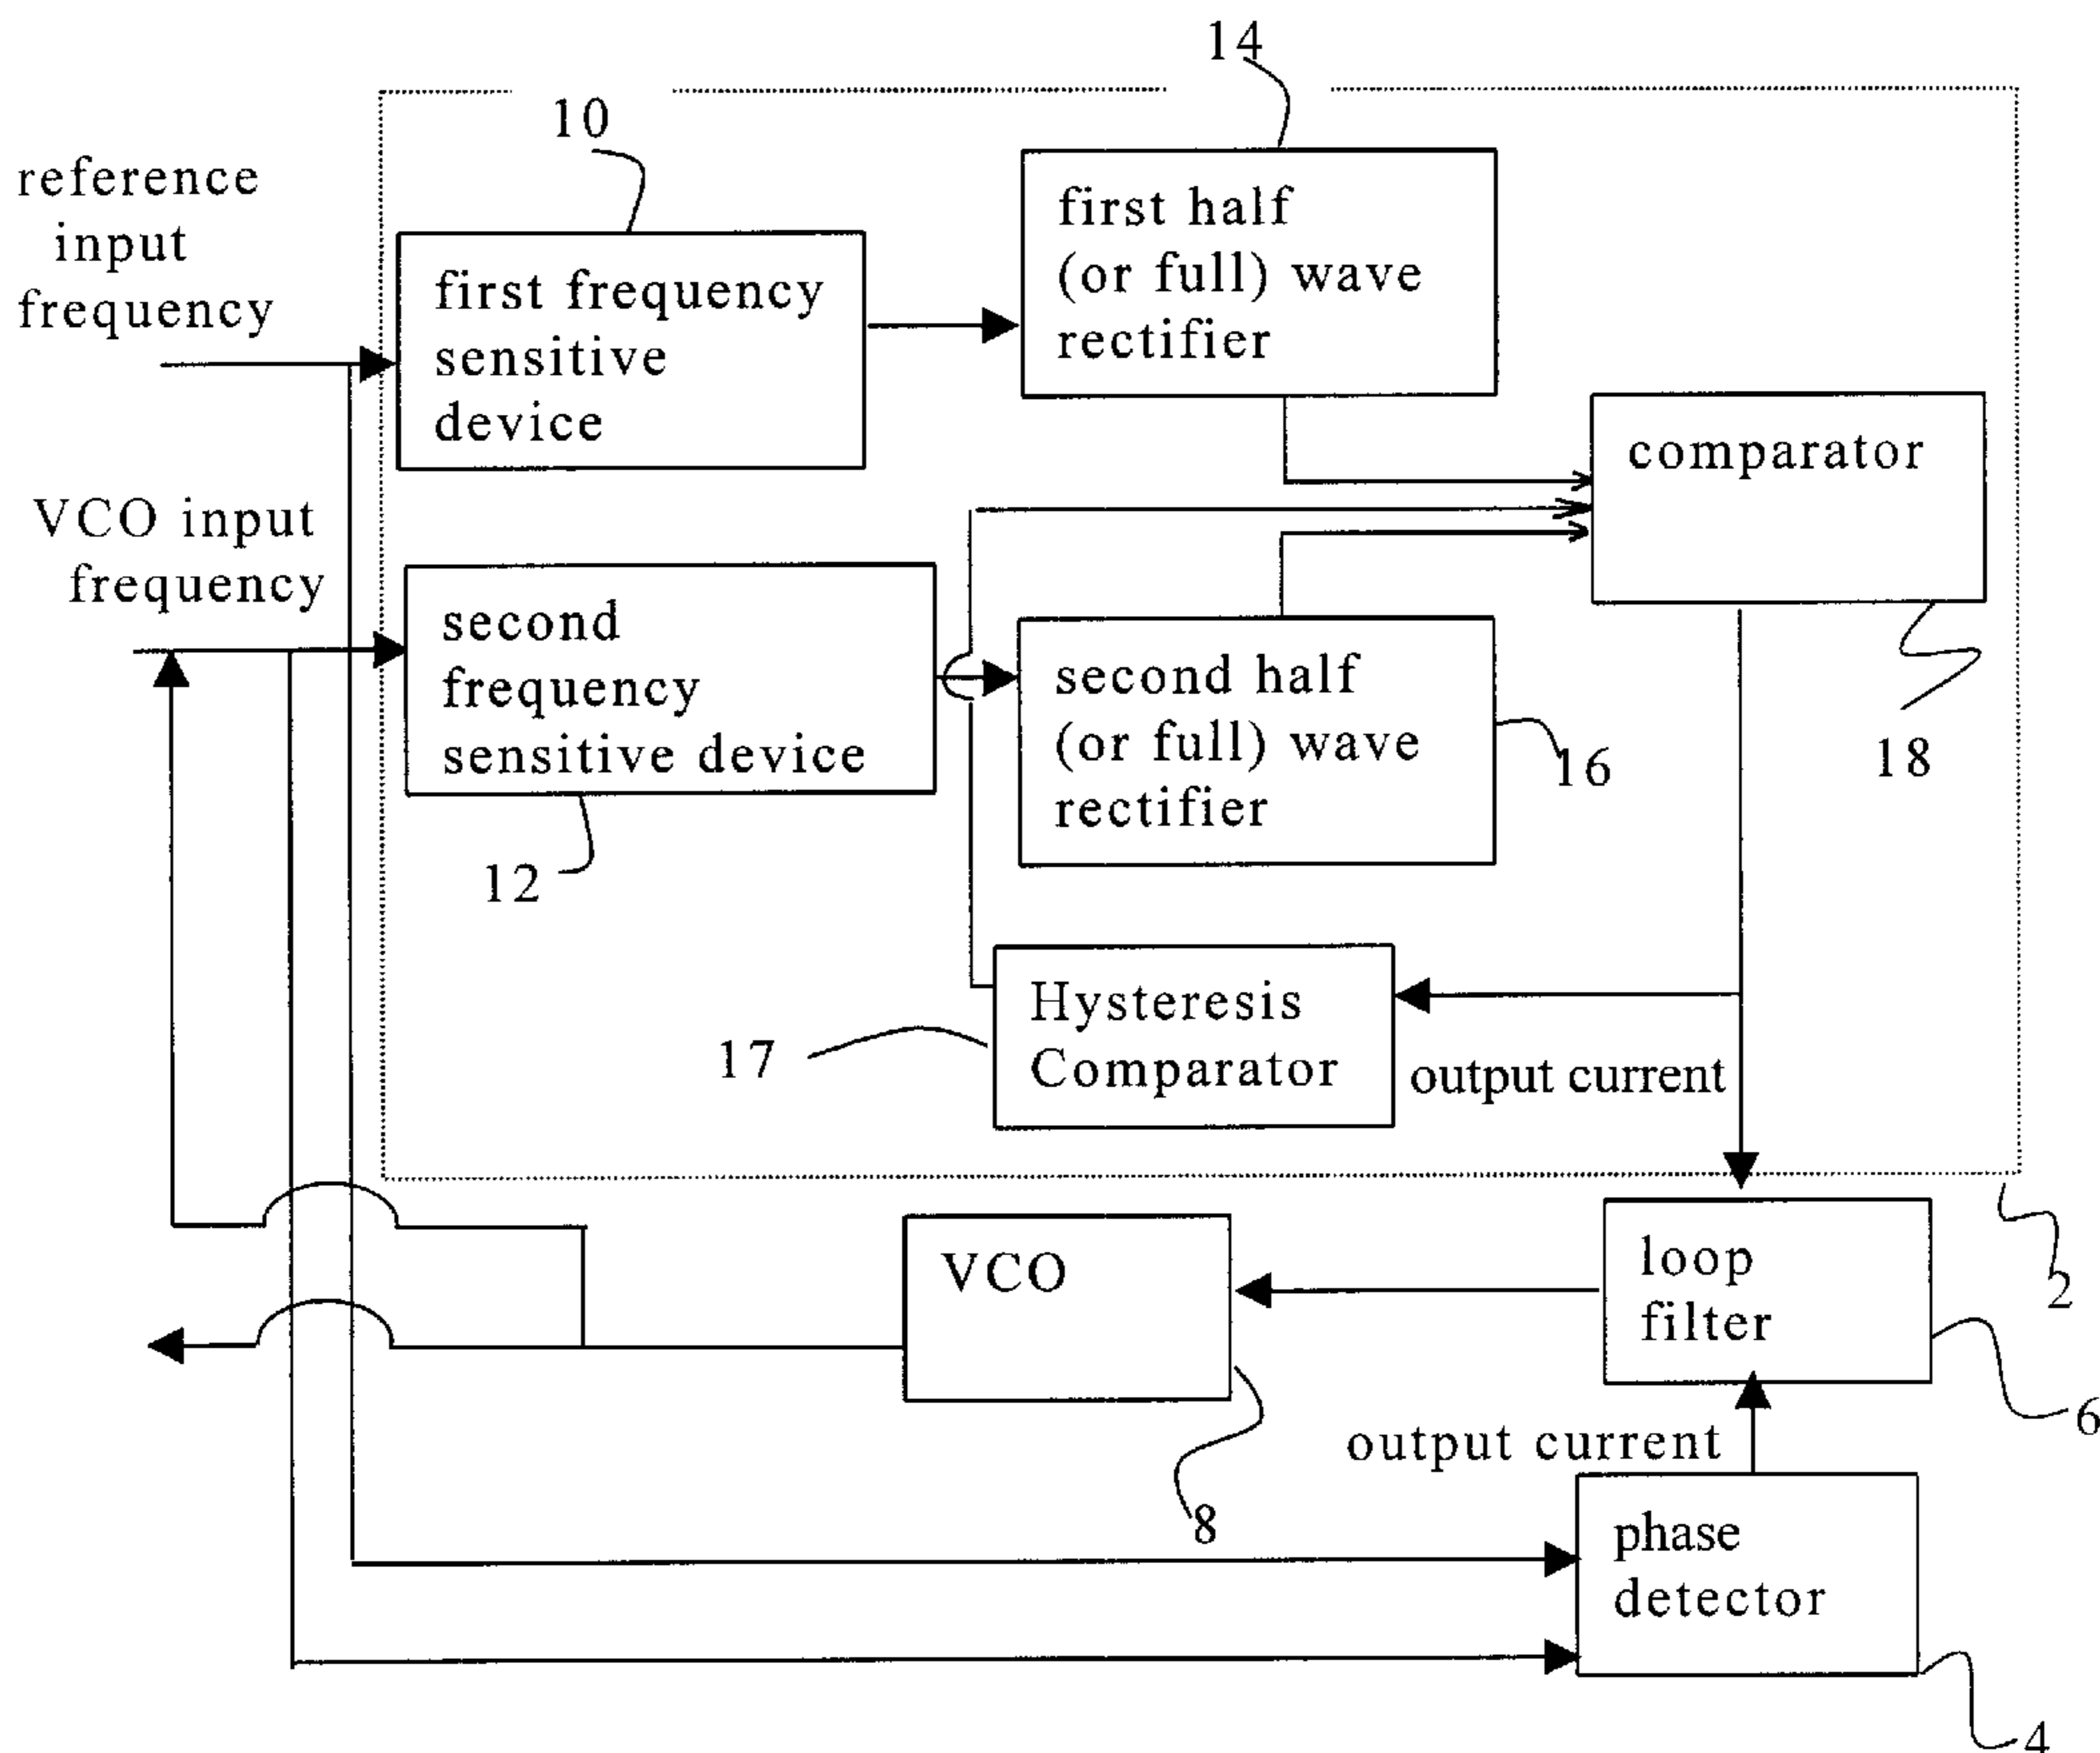 14
10
reference
input
frequency
first half
(or full) wave
rectifier
first frequency
sensitive
device
comparator
VCO input
frequency
second
frequency
sensitive device
second half
(or full) wave
rectifier
18
16
12
Hysteresis
Comparator
17
output current
VCO
loop
filter
2
6
output current
8
phase
detector
4